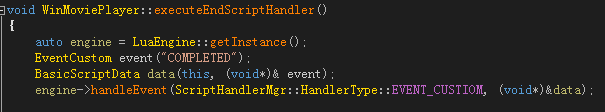 void WinMoviePlayer::executeEndScriptHandler()
{
auto engine = LuaEngine::getInstance();
EventCustom event("COMPLETED");
BasicScriptData data(this, (void*)& event);
engine->handleEvent(ScriptHandlerMgr::HandlerType::EVENT_CUSTIOM, (void*)&data);